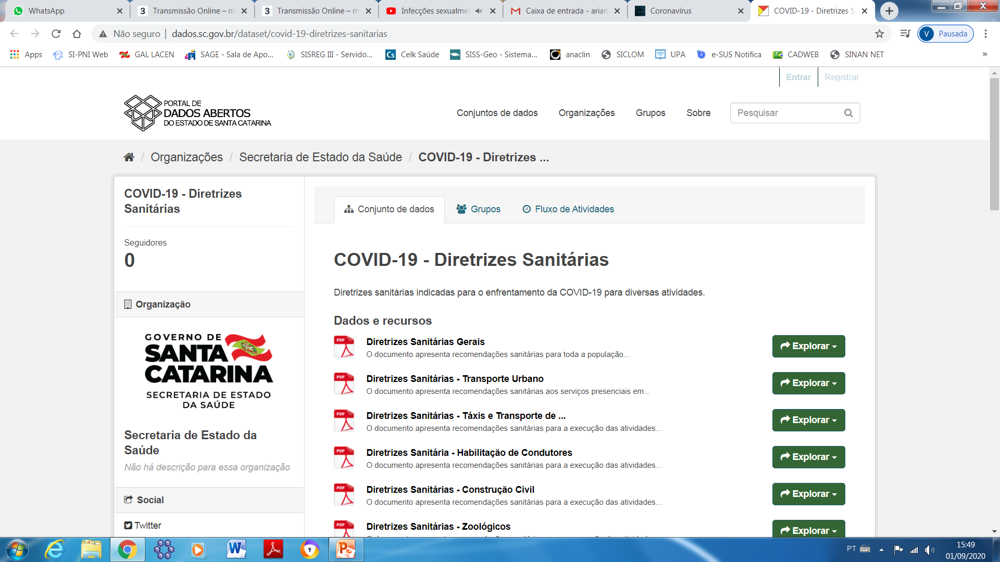 WhatsApp
3 Transmissão Online – m
3 Transmissão Online – m
Infecções sexualme
Caixa de entrada - arian
Coronavírus
COVID-19 - Diretrizes S
Não seguro | dados.sc.gov.br/dataset/covid-19-diretrizes-sanitarias
V Pausada
Apps
SI-PNI Web
GAL LACEN
SAGE - Sala de Apo...
SISREG III - Servido...
Cs Celk Saúde
SISS-Geo - Sistema...
anaclin
SICLOM
UPA
e-SUS Notifica
CADWEB
SINAN NET
»
Entrar
Registrar
PORTAL DE
DADOS ABERTOS
DO ESTADO DE SANTA CATARINA
Conjuntos de dados
Organizações
Grupos
Sobre
Pesquisar
/ Organizações / Secretaria de Estado da Saúde / COVID-19 - Diretrizes ...
COVID-19 - Diretrizes
Sanitárias
Seguidores
0
Organização
GOVERNO DE
SANTA
CATARINA
SECRETARIA DE ESTADO
DA SAÚDE
Secretaria de Estado da
Saúde
Não há descrição para essa organização
Social
Twitter
Conjunto de dados
Grupos
Fluxo de Atividades
COVID-19 - Diretrizes Sanitárias
Diretrizes sanitárias indicadas para o enfrentamento da COVID-19 para diversas atividades.
Dados e recursos
PDF
Diretrizes Sanitárias Gerais
O documento apresenta recomendações sanitárias para toda a população...
Explorar
PDF
Diretrizes Sanitárias - Transporte Urbano
O documento apresenta recomendações sanitárias aos serviços presenciais em...
Explorar
PDF
Diretrizes Sanitárias - Táxis e Transporte de ...
O documento apresenta recomendações sanitárias para a execução das atividades...
Explorar
PDF
Diretrizes Sanitária - Habilitação de Condutores
O documento apresenta recomendações sanitárias para a execução das atividades...
Explorar
PDF
Diretrizes Sanitárias - Construção Civil
O documento apresenta recomendações sanitárias para a execução das atividades...
Explorar
PDF
Diretrizes Sanitárias - Zoológicos
Explorar
PT
15:49
01/09/2020